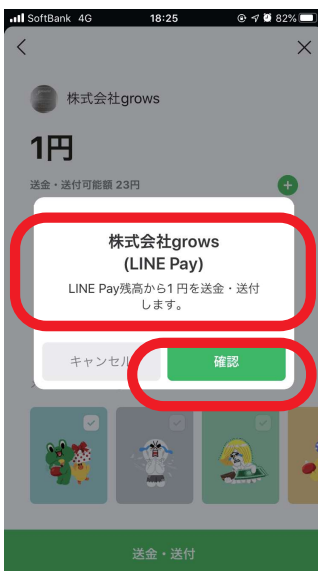 SoftBank 4G 18:25 82%
株式会社grows
1円
送金・送付可能額 23円
株式会社grows
(LINE Pay)
LINE Pay残高から1 円を送金・送付
します。
キャンセル 確認
送金・送付